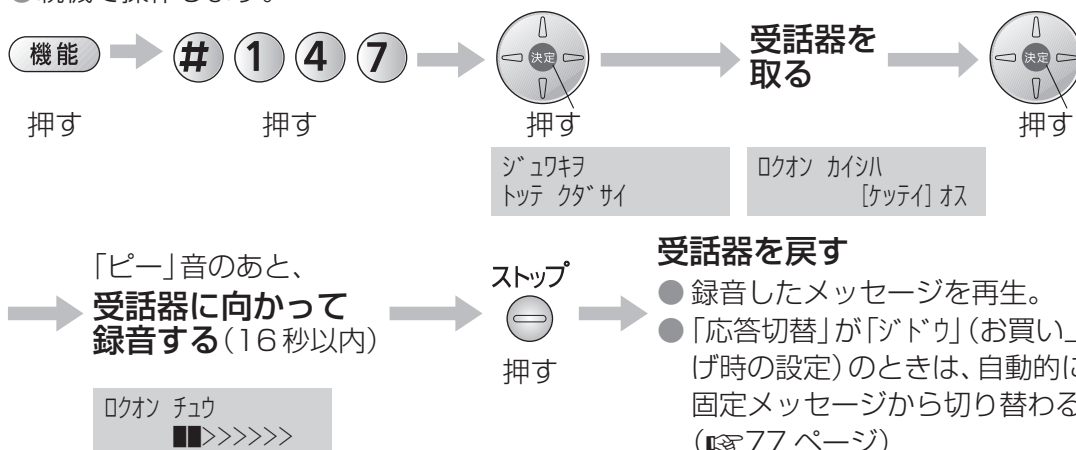 機能
# 1 4 7
決定
受話器を
取る
決定
押す
押す
押す
押す
ジュワキヲ
トッテ クダサイ
ロクオン カイシハ
[ケッテイ] オス
「ピー」音のあと、
受話器に向かって
録音する(16秒以内)
ロクオン チュウ
▮▮>>>>>>
ストップ
押す
受話器を戻す
● 録音したメッセージを再生。
● 「応答切替」が「ジドウ」(お買い上
げ時の設定)のときは、自動的に
固定メッセージから切り替わる
(☞77 ページ)